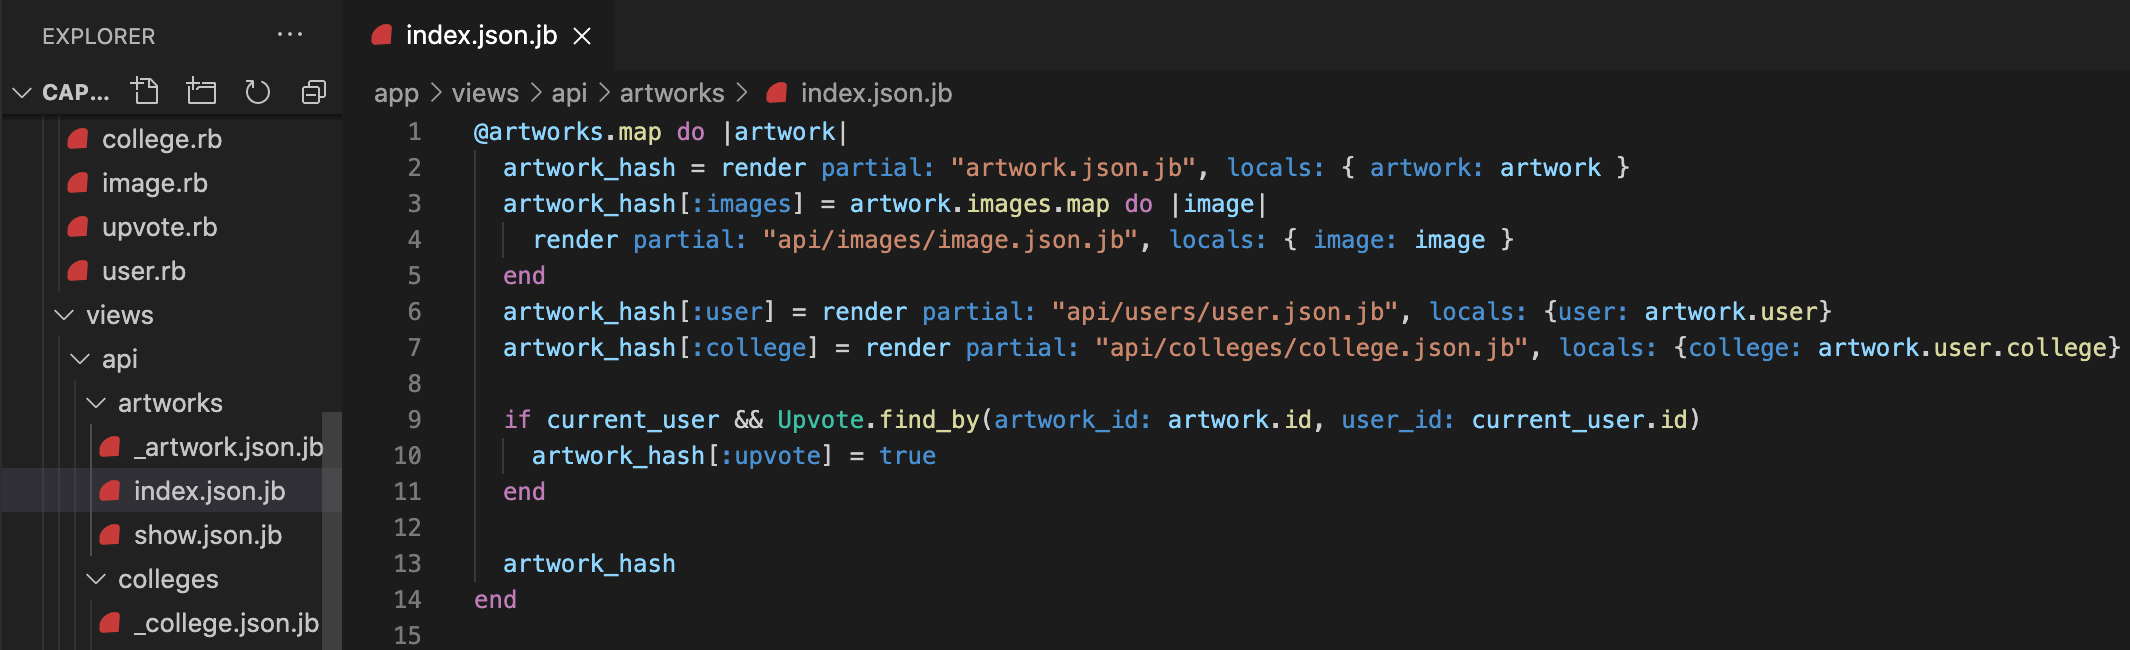 EXPLORER ...
CAP...
college.rb
image.rb
upvote.rb
user.rb
views
api
artworks
_artwork.json.jb
index.json.jb
show.json.jb
colleges
_college.json.jb
index.json.jb
app > views > api > artworks > index.json.jb
1 @artworks.map do |artwork|
2 artwork_hash = render partial: "artwork.json.jb", locals: { artwork: artwork }
3 artwork_hash[:images] = artwork.images.map do |image|
4 render partial: "api/images/image.json.jb", locals: { image: image }
5 end
6 artwork_hash[:user] = render partial: "api/users/user.json.jb", locals: {user: artwork.user}
7 artwork_hash[:college] = render partial: "api/colleges/college.json.jb", locals: {college: artwork.user.college}
8
9 if current_user && Upvote.find_by(artwork_id: artwork.id, user_id: current_user.id)
10 artwork_hash[:upvote] = true
11 end
12
13 artwork_hash
14 end
15